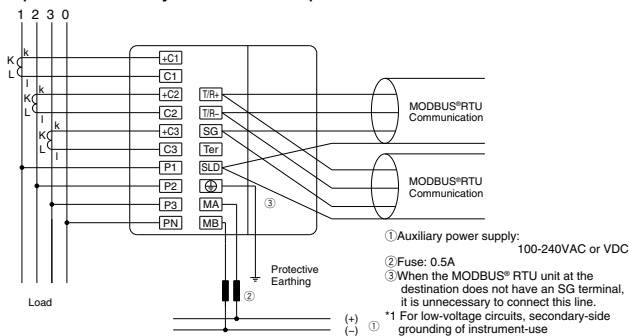 1 2 3 0
K k
L l
K k
L l
K k
L l
+C1
C1
+C2
C2
+C3
C3
P1
P2
P3
PN
T/R+
T/R−
SG
Ter
SLD
MA
MB
MODBUS®RTU
Communication
MODBUS®RTU
Communication
③
Protective
Earthing
②
Load
(+)
(−)
①
①Auxiliary power supply:
100-240VAC or VDC
②Fuse: 0.5A
③When the MODBUS® RTU unit at the
destination does not have an SG terminal,
it is unnecessary to connect this line.
*1 For low-voltage circuits, secondary-side
grounding of instrument-use